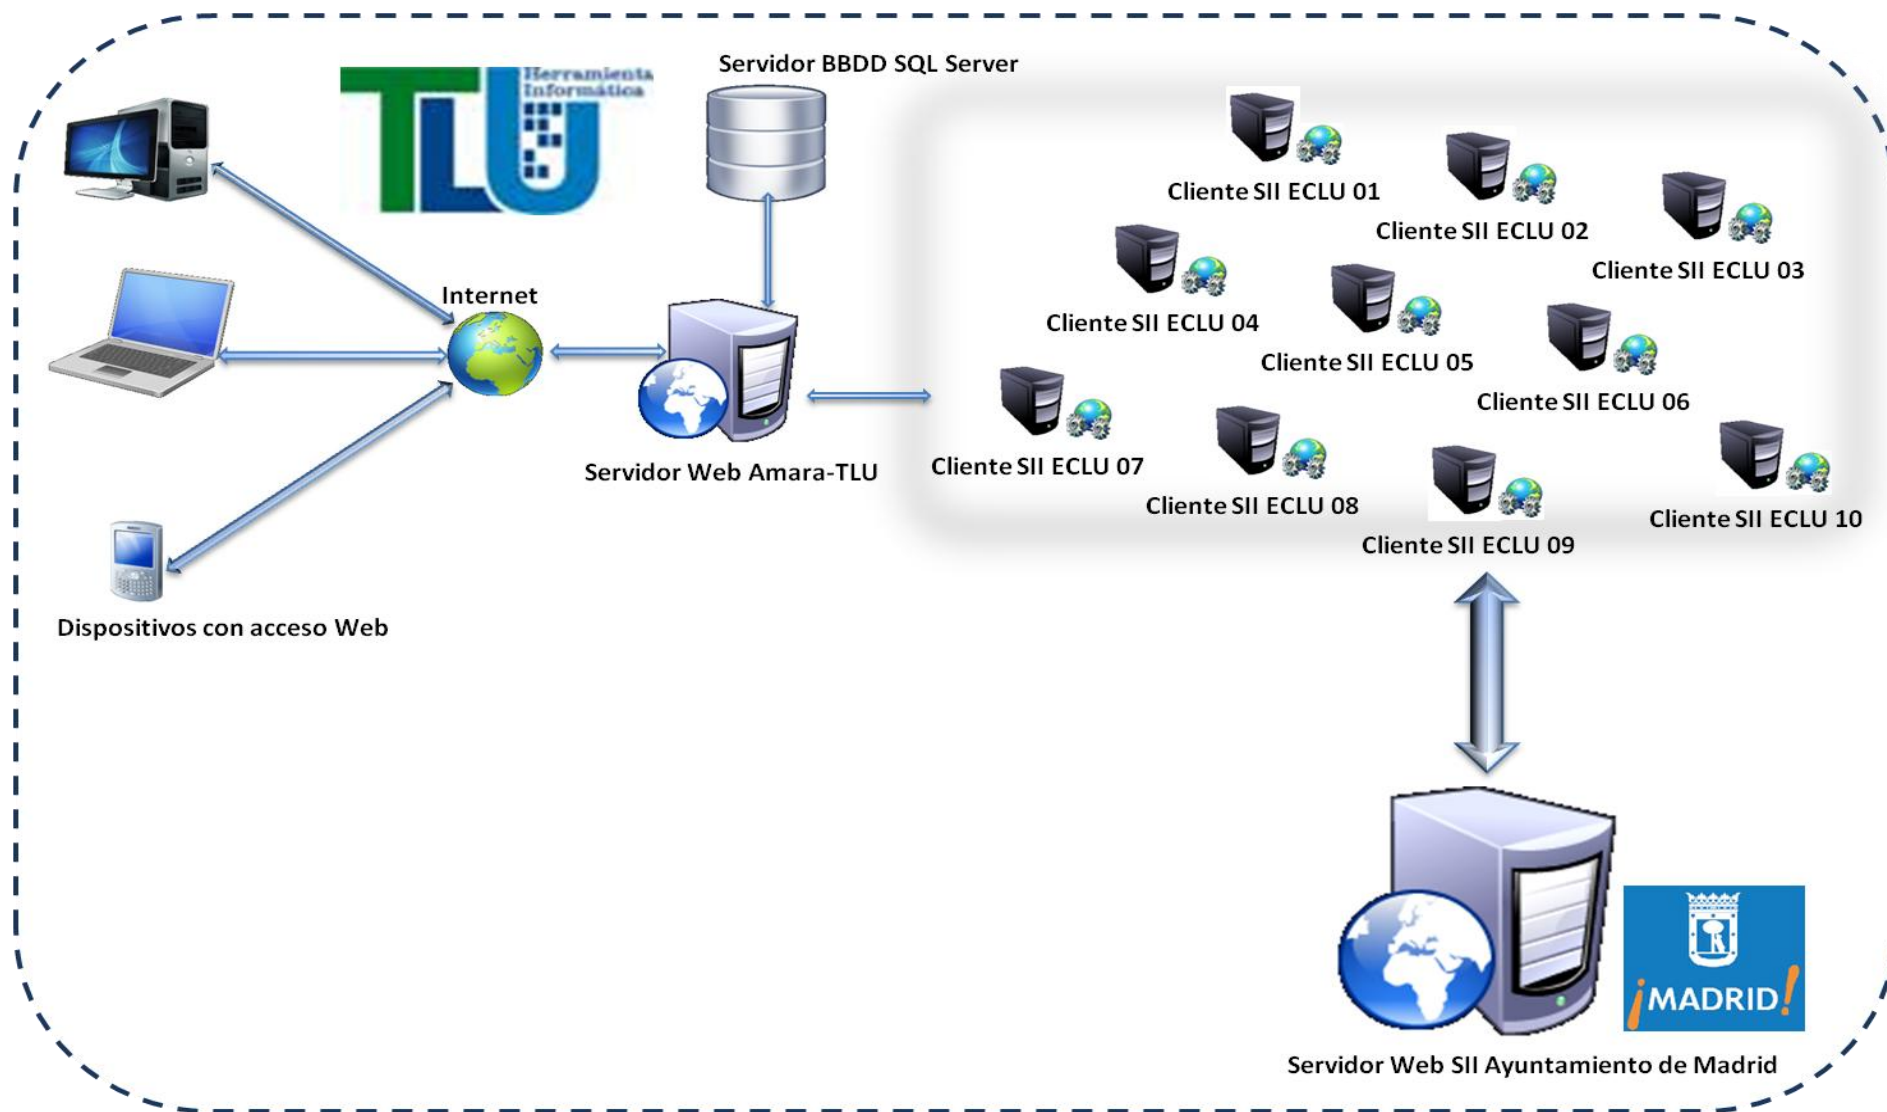 TLU
Herramienta
Informática
Servidor BBDD SQL Server
Cliente SII ECLU 01
Cliente SII ECLU 02
Cliente SII ECLU 03
Internet
Cliente SII ECLU 04
Cliente SII ECLU 05
Cliente SII ECLU 06
Servidor Web Amara-TLU
Cliente SII ECLU 07
Cliente SII ECLU 08
Cliente SII ECLU 09
Cliente SII ECLU 10
Dispositivos con acceso Web
¡MADRID!
Servidor Web SII Ayuntamiento de Madrid